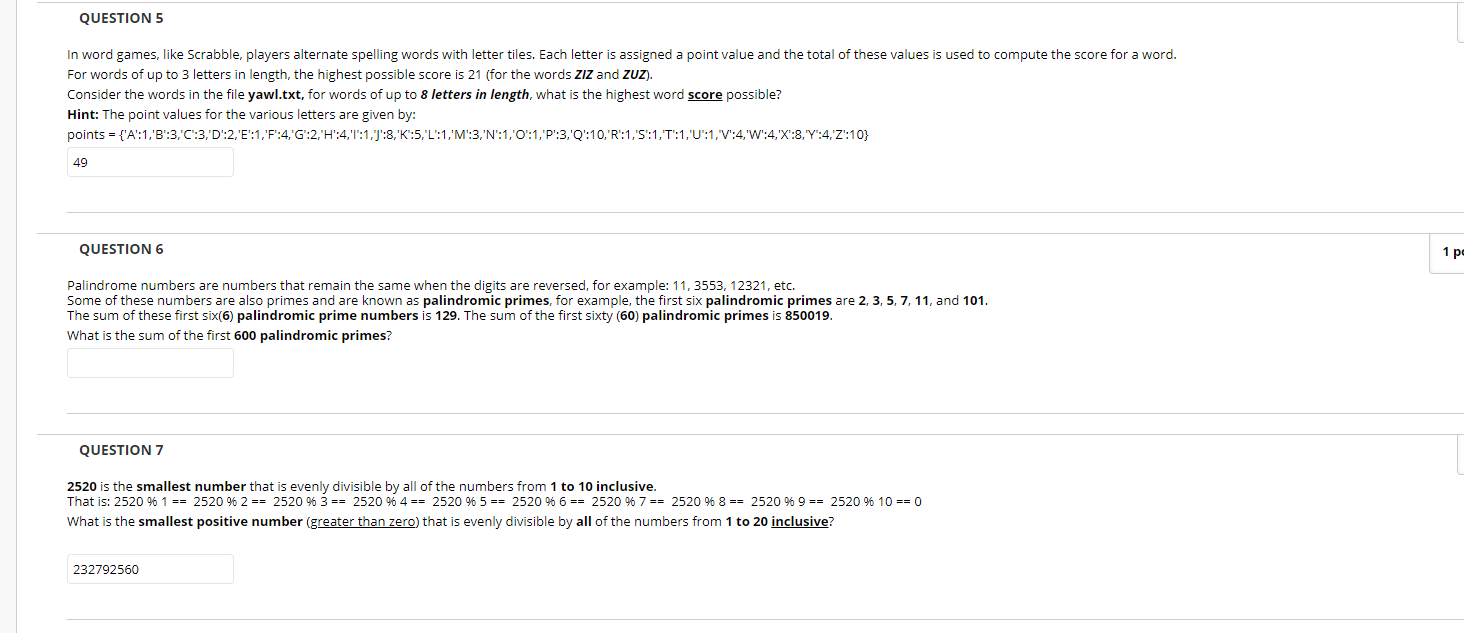 QUESTION 5
In word games, like Scrabble, players alternate spelling words with letter tiles. Each letter is assigned a point value and the total of these values is used to compute the score for a word.
For words of up to 3 letters in length, the highest possible score is 21 (for the words ZIZ and ZUZ).
Consider the words in the file yawl.txt, for words of up to 8 letters in length, what is the highest word score possible?
Hint: The point values for the various letters are given by:
points = {'A':1,'B':3,'C':3,'D':2,'E':1,'F':4,'G':2,'H':4,'I':1,'J':8,'K':5,'L':1,'M':3,'N':1,'O':1,'P':3,'Q':10,'R':1,'S':1,'T':1,'U':1,'V':4,'W':4,'X':8,'Y':4,'Z':10}
49
QUESTION 6
1 po
Palindrome numbers are numbers that remain the same when the digits are reversed, for example: 11, 3553, 12321, etc.
Some of these numbers are also primes and are known as palindromic primes, for example, the first six palindromic primes are 2, 3, 5, 7, 11, and 101.
The sum of these first six(6) palindromic prime numbers is 129. The sum of the first sixty (60) palindromic primes is 850019.
What is the sum of the first 600 palindromic primes?
QUESTION 7
2520 is the smallest number that is evenly divisible by all of the numbers from 1 to 10 inclusive.
That is: 2520 % 1 == 2520 % 2 == 2520 % 3 == 2520 % 4 == 2520 % 5 == 2520 % 6 == 2520 % 7 == 2520 % 8 == 2520 % 9 == 2520 % 10 == 0
What is the smallest positive number (greater than zero) that is evenly divisible by all of the numbers from 1 to 20 inclusive?
232792560